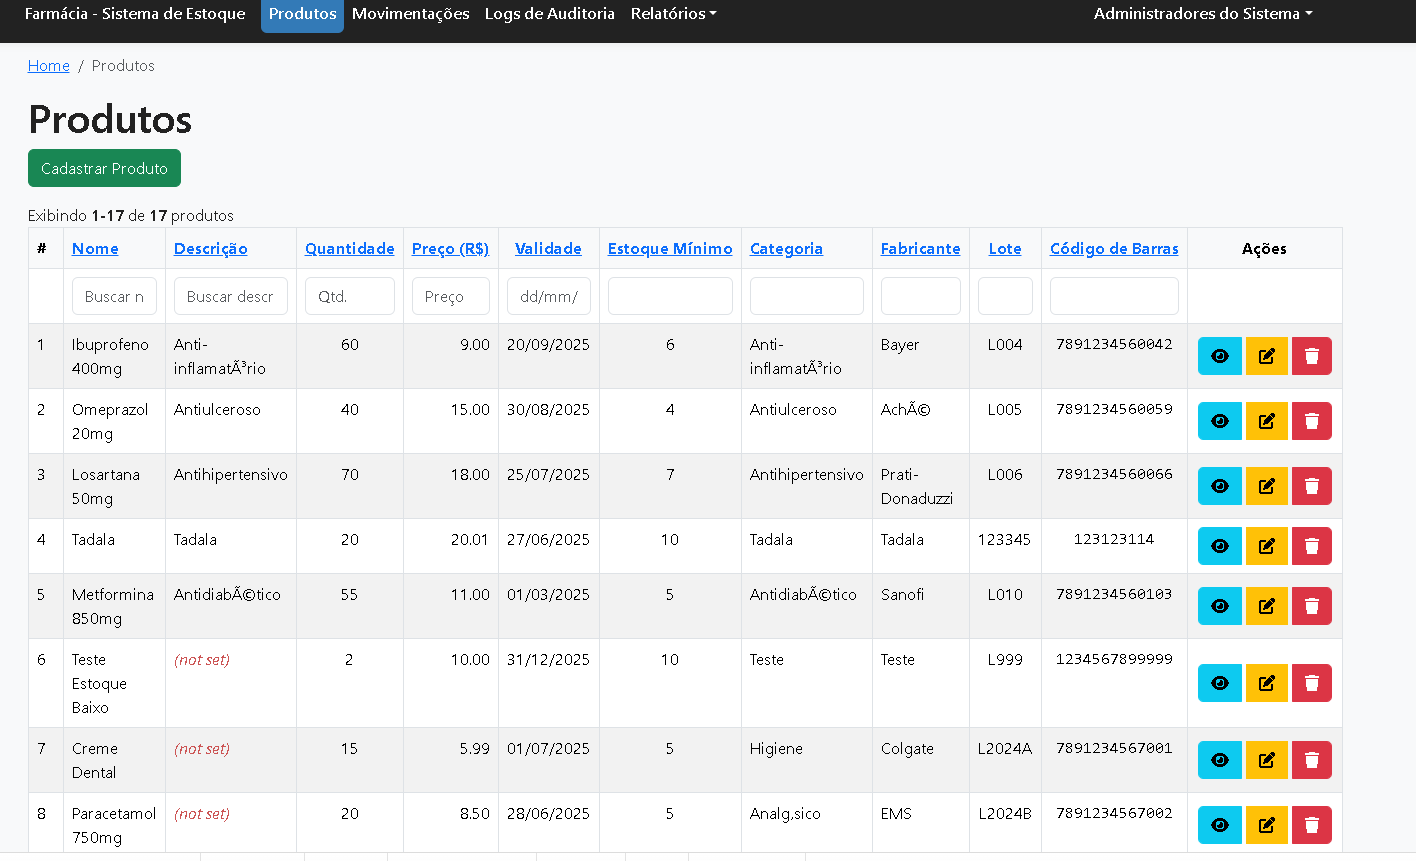 Farmácia - Sistema de Estoque Produtos Movimentações Logs de Auditoria Relatórios Administradores do Sistema
Home / Produtos
Produtos
Cadastrar Produto
Exibindo 1-17 de 17 produtos
# Nome Descrição Quantidade Preço (R$) Validade Estoque Mínimo Categoria Fabricante Lote Código de Barras Ações
Buscar n Buscar descr Qtd. Preço dd/mm/
1 Ibuprofeno Anti- 60 9.00 20/09/2025 6 Anti- Bayer L004 7891234560042
400mg inflamatÃ³rio inflamatÃ³rio
2 Omeprazol Antiulceroso 40 15.00 30/08/2025 4 Antiulceroso AchÃ© L005 7891234560059
20mg
3 Losartana Antihipertensivo 70 18.00 25/07/2025 7 Antihipertensivo Prati- L006 7891234560066
50mg Donaduzzi
4 Tadala Tadala 20 20.01 27/06/2025 10 Tadala Tadala 123345 123123114
5 Metformina AntidiabÃ©tico 55 11.00 01/03/2025 5 AntidiabÃ©tico Sanofi L010 7891234560103
850mg
6 Teste (not set) 2 10.00 31/12/2025 10 Teste Teste L999 1234567899999
Estoque
Baixo
7 Creme (not set) 15 5.99 01/07/2025 5 Higiene Colgate L2024A 7891234567001
Dental
8 Paracetamol (not set) 20 8.50 28/06/2025 5 Analg,sico EMS L2024B 7891234567002
750mg